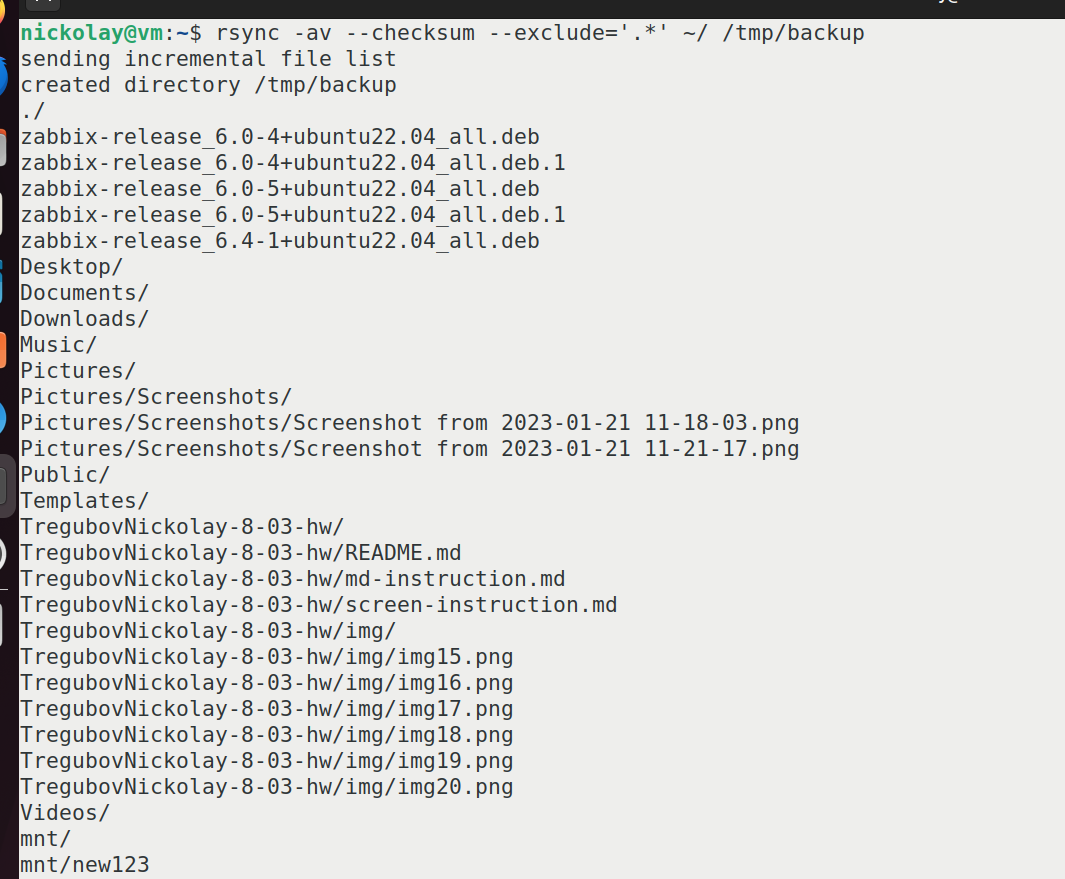 nickolay@vm:~$ rsync -av --checksum --exclude='.*' ~/ /tmp/backup
sending incremental file list
created directory /tmp/backup
./
zabbix-release_6.0-4+ubuntu22.04_all.deb
zabbix-release_6.0-4+ubuntu22.04_all.deb.1
zabbix-release_6.0-5+ubuntu22.04_all.deb
zabbix-release_6.0-5+ubuntu22.04_all.deb.1
zabbix-release_6.4-1+ubuntu22.04_all.deb
Desktop/
Documents/
Downloads/
Music/
Pictures/
Pictures/Screenshots/
Pictures/Screenshots/Screenshot from 2023-01-21 11-18-03.png
Pictures/Screenshots/Screenshot from 2023-01-21 11-21-17.png
Public/
Templates/
TregubovNickolay-8-03-hw/
TregubovNickolay-8-03-hw/README.md
TregubovNickolay-8-03-hw/md-instruction.md
TregubovNickolay-8-03-hw/screen-instruction.md
TregubovNickolay-8-03-hw/img/
TregubovNickolay-8-03-hw/img/img15.png
TregubovNickolay-8-03-hw/img/img16.png
TregubovNickolay-8-03-hw/img/img17.png
TregubovNickolay-8-03-hw/img/img18.png
TregubovNickolay-8-03-hw/img/img19.png
TregubovNickolay-8-03-hw/img/img20.png
Videos/
mnt/
mnt/new123